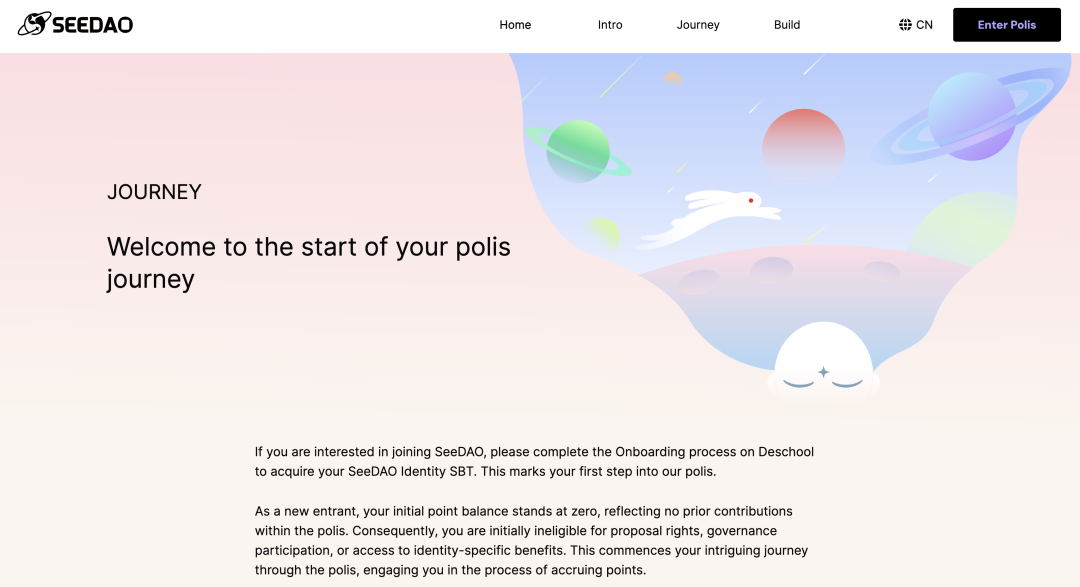 SEEDAO
Home
Intro
Journey
Build
CN
Enter Polis
JOURNEY
Welcome to the start of your polis
journey
If you are interested in joining SeeDAO, please complete the Onboarding process on Deschool
to acquire your SeeDAO Identity SBT. This marks your first step into our polis.
As a new entrant, your initial point balance stands at zero, reflecting no prior contributions
within the polis. Consequently, you are initially ineligible for proposal rights, governance
participation, or access to identity-specific benefits. This commences your intriguing journey
through the polis, engaging you in the process of accruing points.